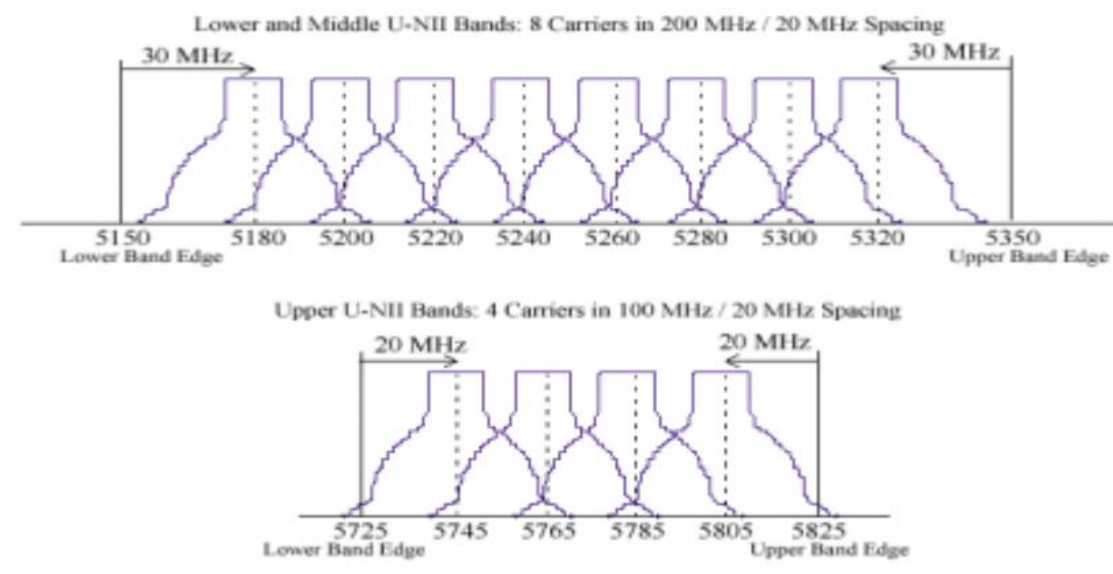 Lower and Middle U-NII Bands: 8 Carriers in 200 MHz / 20 MHz Spacing
30 MHz 30 MHz
5150 5180 5200 5220 5240 5260 5280 5300 5320 5350
Lower Band Edge Upper Band Edge
Upper U-NII Bands: 4 Carriers in 100 MHz / 20 MHz Spacing
20 MHz 20 MHz
5725 5745 5765 5785 5805 5825
Lower Band Edge Upper Band Edge